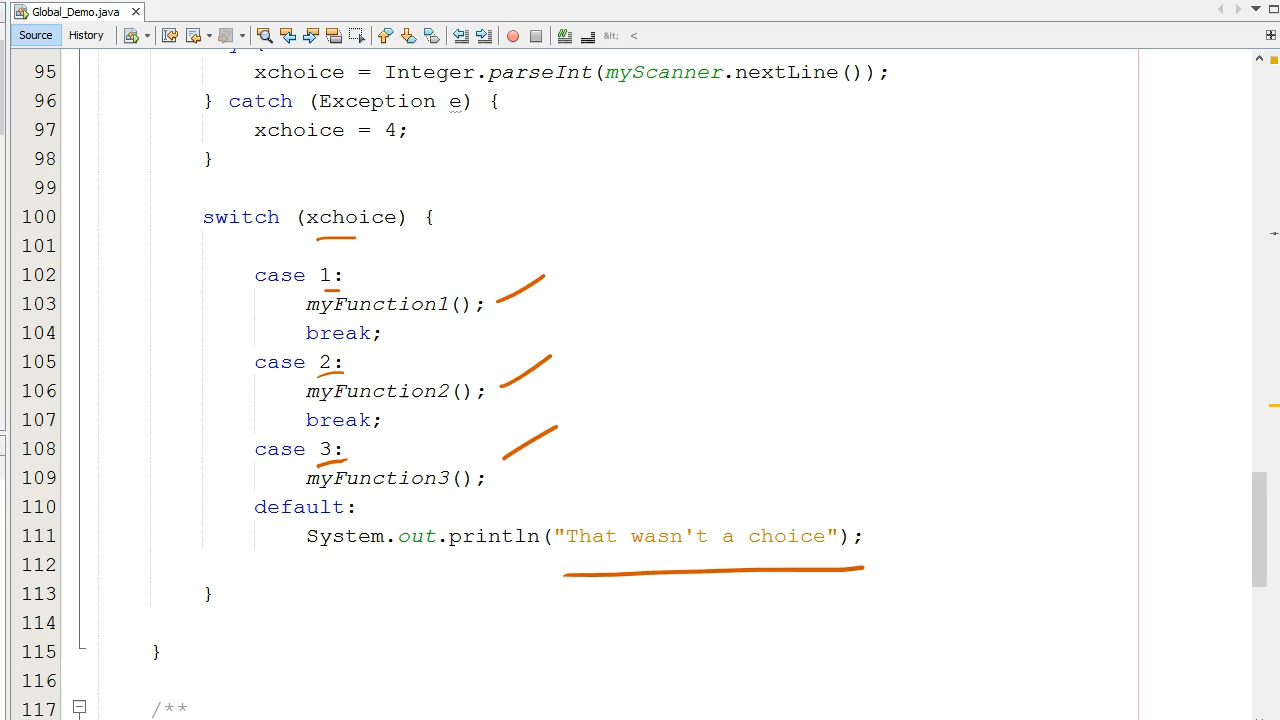 Global_Demo.java
Source History
95 xchoice = Integer.parseInt(myScanner.nextLine());
96 } catch (Exception e) {
97 xchoice = 4;
98 }
99
100 switch (xchoice) {
101
102 case 1:
103 myFunction1();
104 break;
105 case 2:
106 myFunction2();
107 break;
108 case 3:
109 myFunction3();
110 default:
111 System.out.println("That wasn't a choice");
112
113 }
114
115 }
116
117 /**